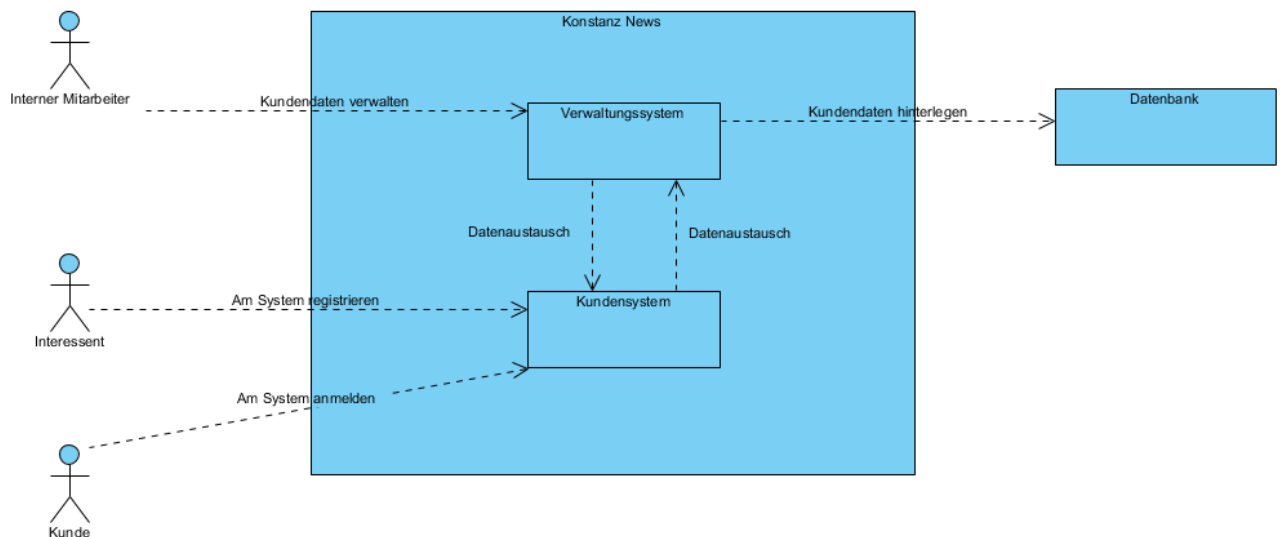 Konstanz News
Interner Mitarbeiter
Kundendaten verwalten
Verwaltungssystem
Kundendaten hinterlegen
Datenbank
Datenaustausch
Datenaustausch
Am System registrieren
Kundensystem
Interessent
Am System anmelden
Kunde